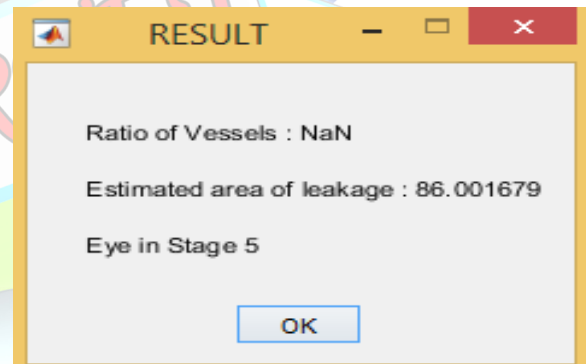 RESULT
Ratio of Vessels : NaN
Estimated area of leakage : 86.001679
Eye in Stage 5
OK